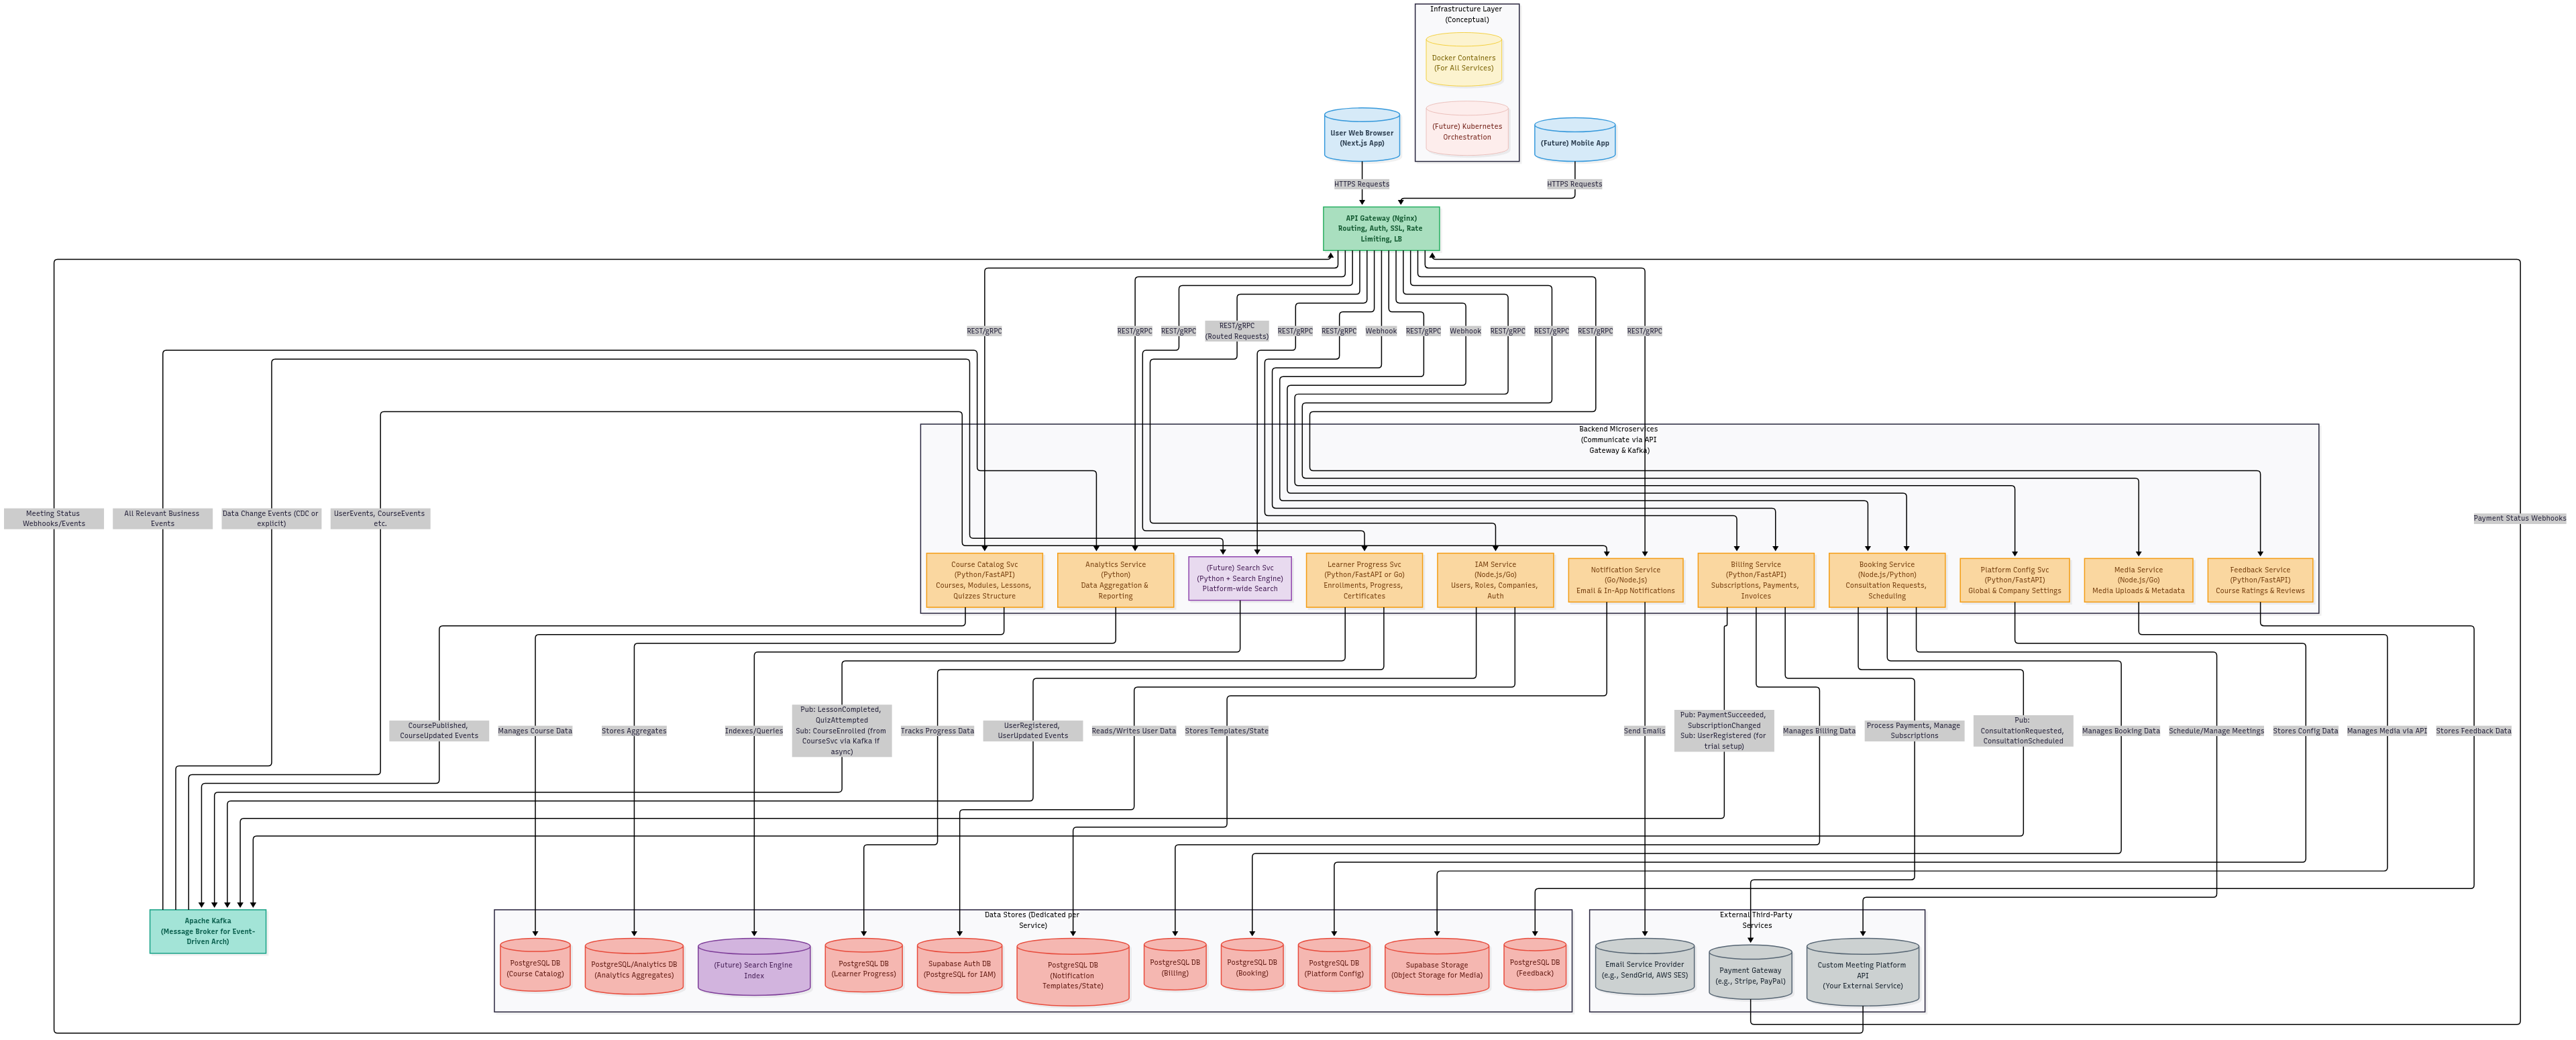 Infrastructure Layer
(Conceptual)
Docker Containers
(For All Services)
(Future) Kubernetes
Orchestration
User Web Browser
(Next.js App)
(Future) Mobile App
HTTPS Requests
HTTPS Requests
API Gateway (Nginx)
Routing, Auth, SSL, Rate
Limiting, LB
REST/gRPC
REST/gRPC
REST/gRPC
REST/gRPC
(Routed Requests)
REST/gRPC
REST/gRPC
Webhook
REST/gRPC
Webhook
REST/gRPC
REST/gRPC
REST/gRPC
REST/gRPC
Backend Microservices
(Communicate via API
Gateway & Kafka)
Meeting Status
Webhooks/Events
All Relevant Business
Events
Data Change Events (CDC or
explicit)
UserEvents, CourseEvents
etc.
Payment Status Webhooks
Course Catalog Svc
(Python/FastAPI)
Courses, Modules, Lessons,
Quizzes Structure
Analytics Service
(Python)
Data Aggregation &
Reporting
(Future) Search Svc
(Python + Search Engine)
Platform-wide Search
Learner Progress Svc
(Python/FastAPI or Go)
Enrollments, Progress,
Certificates
IAM Service
(Node.js/Go)
Users, Roles, Companies,
Auth
Notification Service
(Go/Node.js)
Email & In-App Notifications
Billing Service
(Python/FastAPI)
Subscriptions, Payments,
Invoices
Booking Service
(Node.js/Python)
Consultation Requests,
Scheduling
Platform Config Svc
(Python/FastAPI)
Global & Company Settings
Media Service
(Node.js/Go)
Media Uploads & Metadata
Feedback Service
(Python/FastAPI)
Course Ratings & Reviews
CoursePublished,
CourseUpdated Events
Manages Course Data
Stores Aggregates
Indexes/Queries
Pub: LessonCompleted,
QuizAttempted
Sub: CourseEnrolled (from
CourseSvc via Kafka if
async)
Tracks Progress Data
UserRegistered,
UserUpdated Events
Reads/Writes User Data
Stores Templates/State
Send Emails
Pub: PaymentSucceeded,
SubscriptionChanged
Sub: UserRegistered (for
trial setup)
Manages Billing Data
Process Payments, Manage
Subscriptions
Pub:
ConsultationRequested,
ConsultationScheduled
Manages Booking Data
Schedule/Manage Meetings
Stores Config Data
Manages Media via API
Stores Feedback Data
Apache Kafka
(Message Broker for Event-
Driven Arch)
Data Stores (Dedicated per
Service)
PostgreSQL DB
(Course Catalog)
PostgreSQL/Analytics DB
(Analytics Aggregates)
(Future) Search Engine
Index
PostgreSQL DB
(Learner Progress)
Supabase Auth DB
(PostgreSQL for IAM)
PostgreSQL DB
(Notification
Templates/State)
PostgreSQL DB
(Billing)
PostgreSQL DB
(Booking)
PostgreSQL DB
(Platform Config)
Supabase Storage
(Object Storage for Media)
PostgreSQL DB
(Feedback)
External Third-Party
Services
Email Service Provider
(e.g., SendGrid, AWS SES)
Payment Gateway
(e.g., Stripe, PayPal)
Custom Meeting Platform
API
(Your External Service)